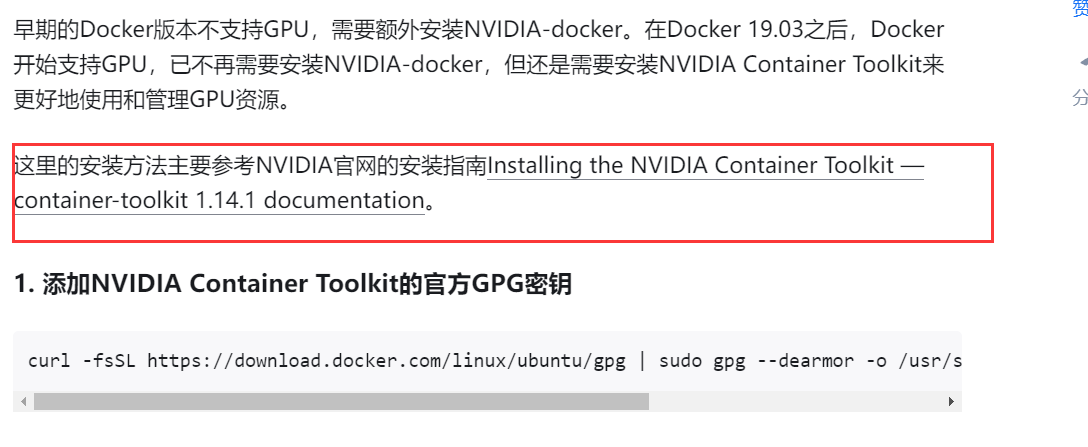 早期的Docker版本不支持GPU，需要额外安装NVIDIA-docker。在Docker 19.03之后，Docker
开始支持GPU，已不再需要安装NVIDIA-docker，但还是需要安装NVIDIA Container Toolkit来
更好地使用和管理GPU资源。
这里的安装方法主要参考NVIDIA官网的安装指南Installing the NVIDIA Container Toolkit —
container-toolkit 1.14.1 documentation。
1. 添加NVIDIA Container Toolkit的官方GPG密钥
curl -fsSL https://download.docker.com/linux/ubuntu/gpg | sudo gpg --dearmor -o /usr/s